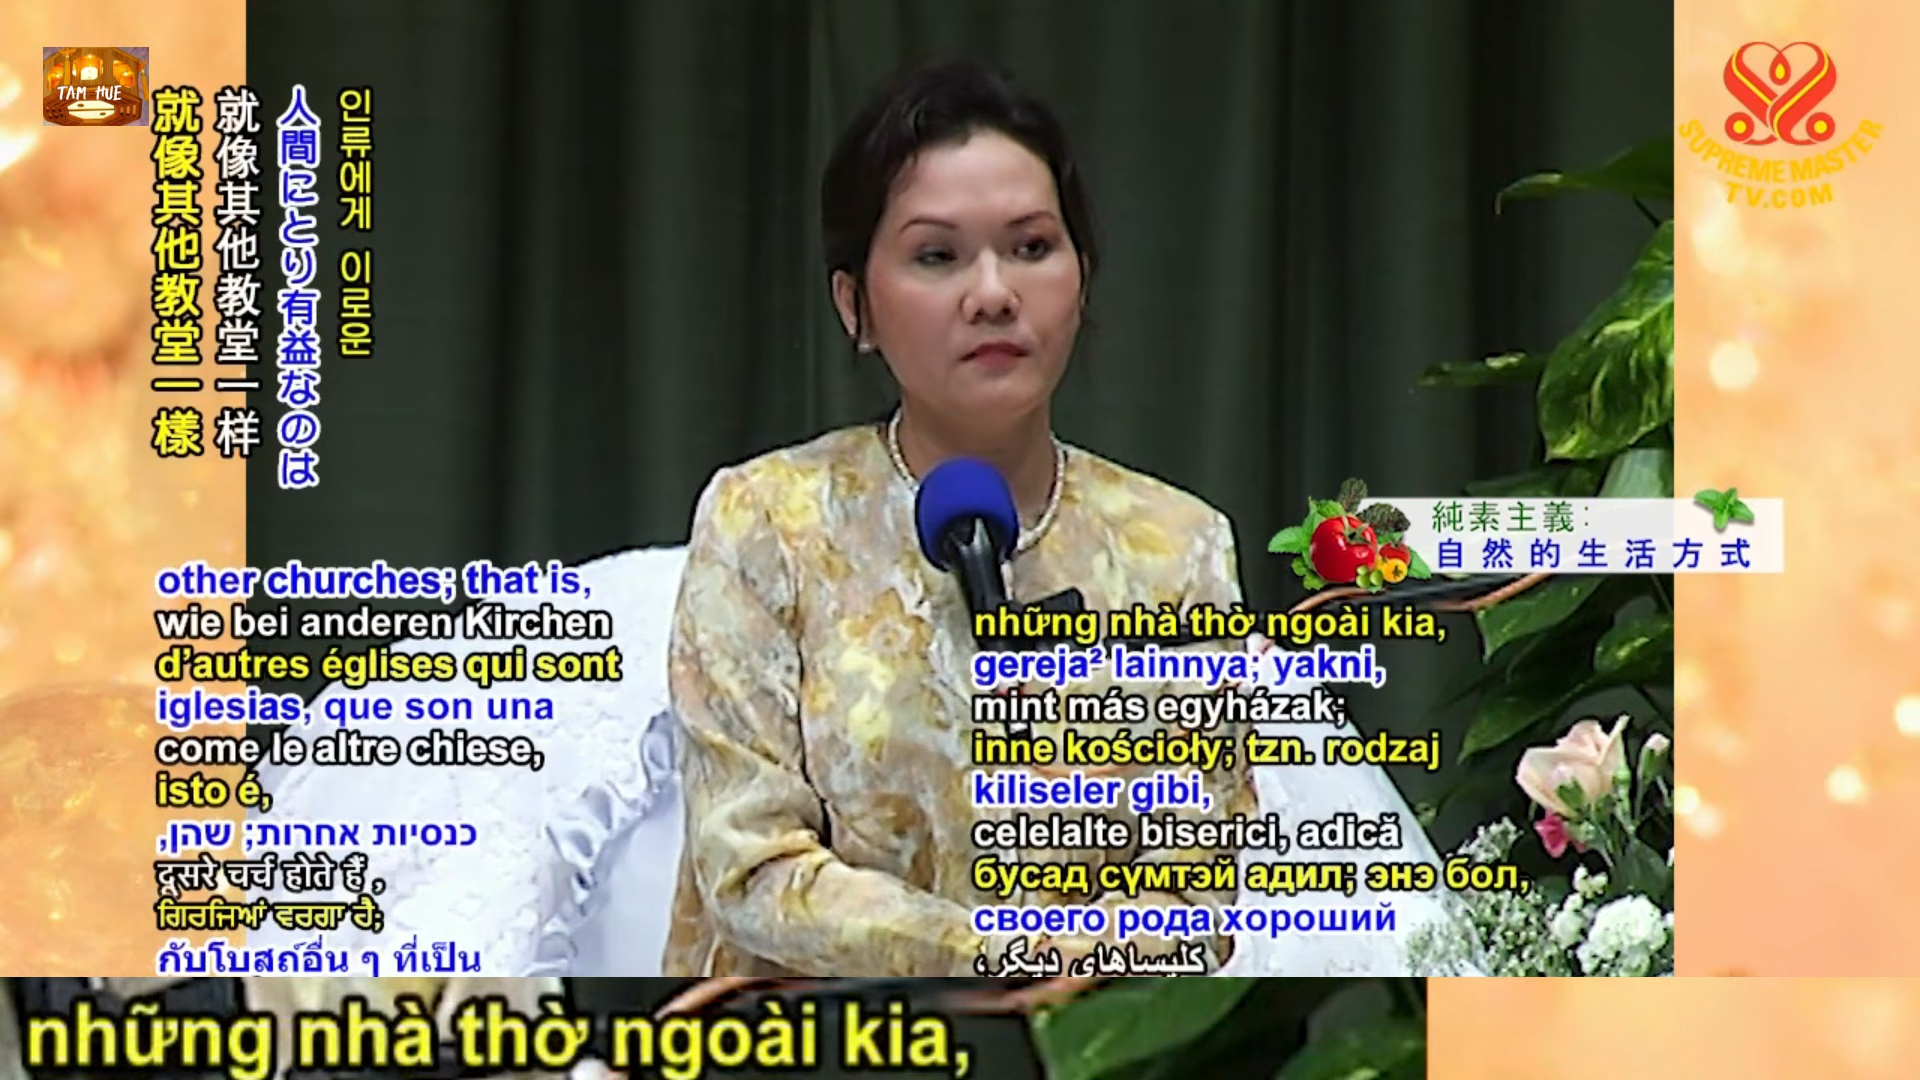 TAM HUE
就像其他教堂一樣
就像其他教堂一样
人間にとり有益なのは
인류에게 이로운
SUPREME MASTER
TV.COM
純素主義：
自然的生活方式
other churches; that is,
wie bei anderen Kirchen
d'autres églises qui sont
iglesias, que son una
come le altre chiese,
isto é,
כנסיות אחרות; שהן,
दूसरे चर्च होते हैं,
ਗਿਰਜਿਆਂ ਵਰਗਾ ਹੈ;
กับโบสถ์อื่น ๆ ที่เป็น
những nhà thờ ngoài kia,
gereja² lainnya; yakni,
mint más egyházak;
inne kościoły; tzn. rodzaj
kiliseler gibi,
celelalte biserici, adică
бусад сүмтэй адил; энэ бол,
своего рода хороший
کلیساهای دیگر،
những nhà thờ ngoài kia,